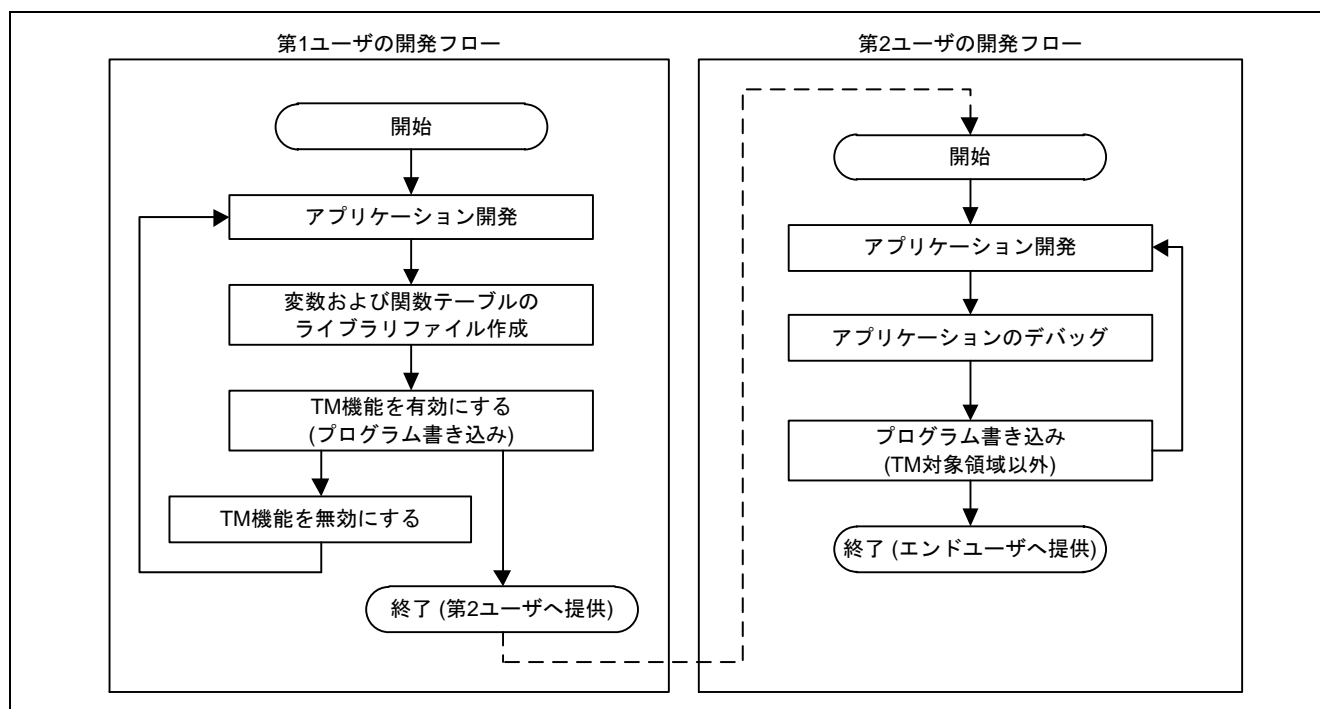 第1ユーザの開発フロー
開始
アプリケーション開発
変数および関数テーブルの
ライブラリファイル作成
TM機能を有効にする
(プログラム書き込み)
TM機能を無効にする
終了 (第2ユーザへ提供)
第2ユーザの開発フロー
開始
アプリケーション開発
アプリケーションのデバッグ
プログラム書き込み
(TM対象領域以外)
終了 (エンドユーザへ提供)